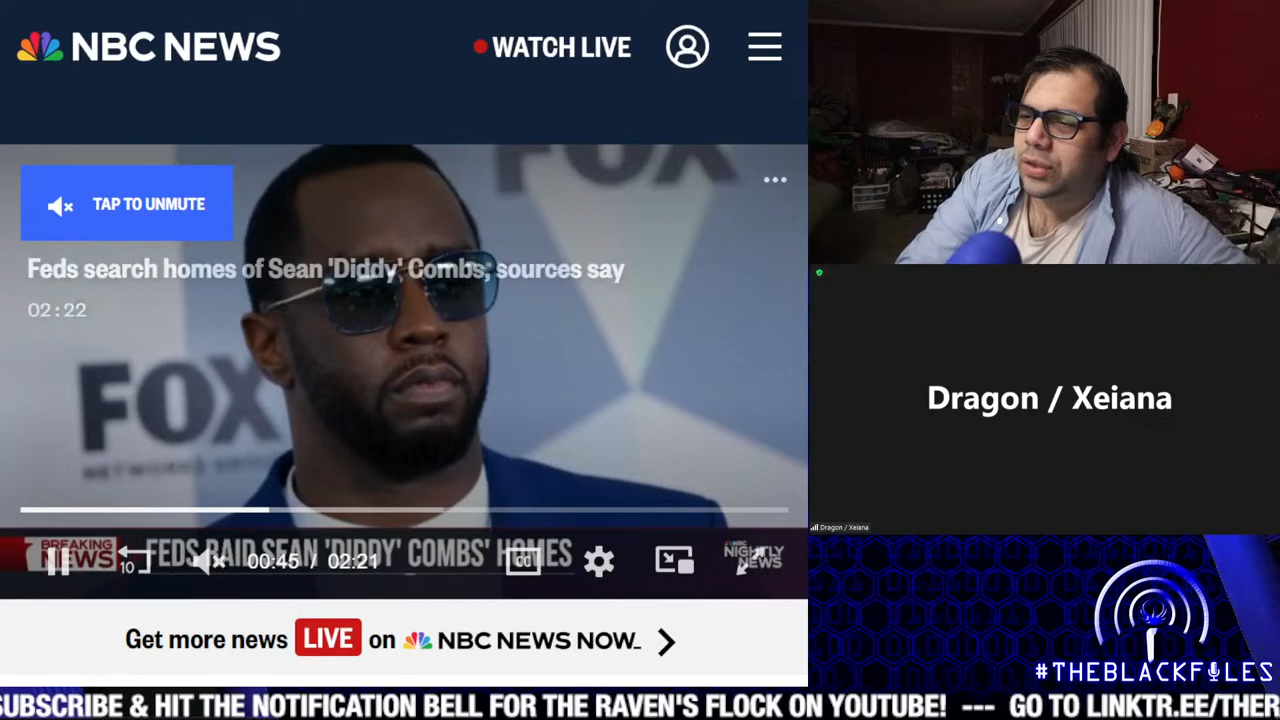 NBC NEWS
WATCH LIVE
FOX
TAP TO UNMUTE
Feds search homes of Sean 'Diddy' Combs, sources say
02:22
FOX
BREAKING NEWS
FEDS RAID SEAN 'DIDDY' COMBS' HOMES
10
00:45 / 02:21
CC
NIGHTLY NEWS
Get more news LIVE on NBC NEWS NOW
Dragon / Xeiana
Dragon / Xeiana
#THEBLACKFILES
SUBSCRIBE & HIT THE NOTIFICATION BELL FOR THE RAVEN'S FLOCK ON YOUTUBE! --- GO TO LINKTR.EE/THER